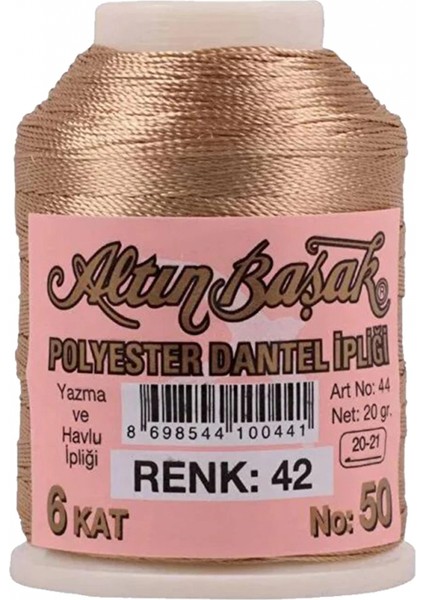 Altın Başak ®
POLYESTER DANTEL İPLİĞİ
Yazma
ve
Havlu
İpliği
8 698544 100441
Art No: 44
Net: 20 gr.
20-21
RENK: 42
6 KAT
No: 50